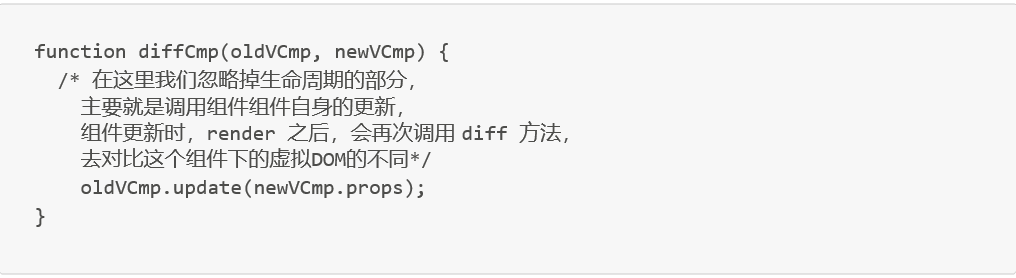 function diffCmp(oldVCmp, newVCmp) {
/* 在这里我们忽略掉生命周期的部分，
主要就是调用组件组件自身的更新，
组件更新时，render 之后，会再次调用 diff 方法，
去对比这个组件下的虚拟DOM的不同*/
oldVCmp.update(newVCmp.props);
}